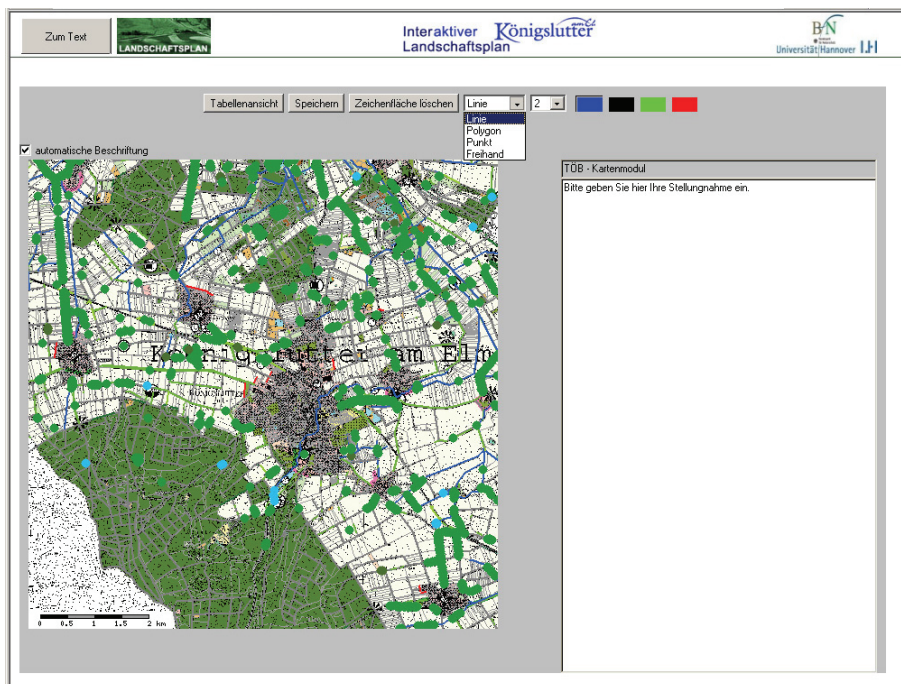 Zum Text
LANDSCHAFTSPLAN
Interaktiver
Landschaftsplan
Königslutter
am Elm
BfN
Universität Hannover
Tabellenansicht
Speichern
Zeichenfläche löschen
Linie
2
Linie
Polygon
Punkt
Freihand
automatische Beschriftung
TÖB - Kartenmodul
Bitte geben Sie hier Ihre Stellungnahme ein.
am Elm
0 0.5 1 1.5 2 km